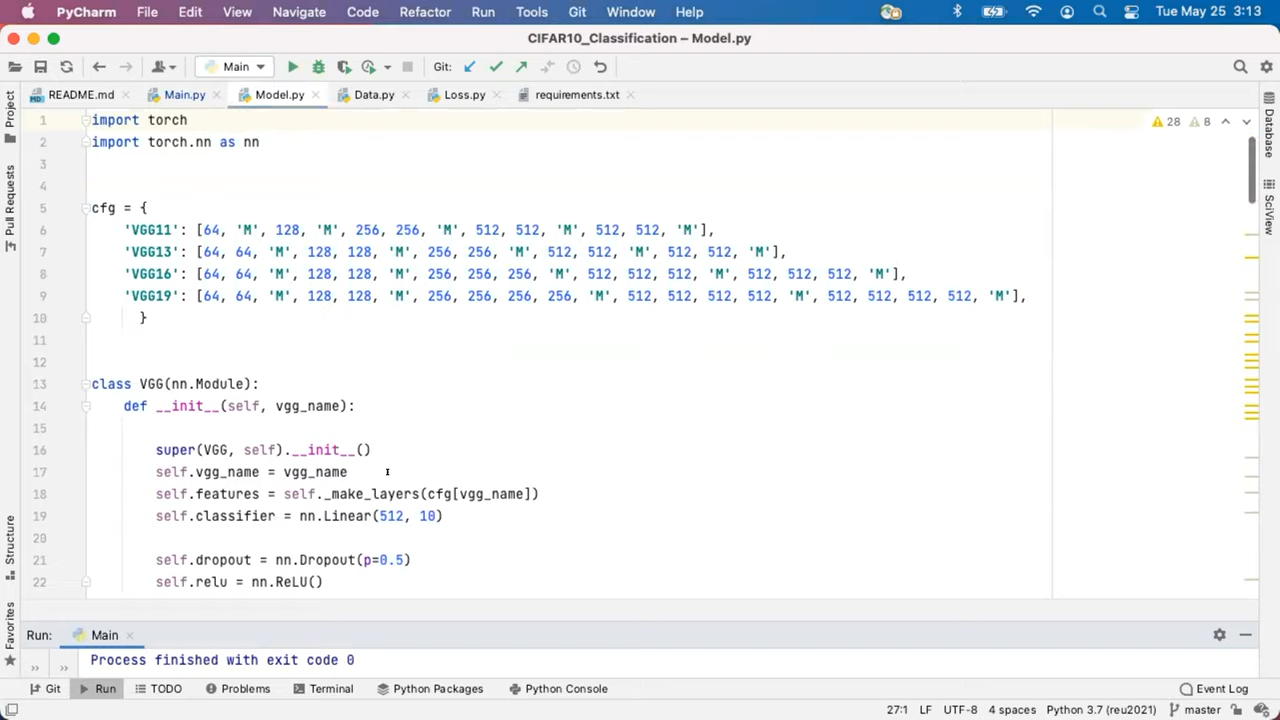 PyCharm File Edit View Navigate Code Refactor Run Tools Git Window Help Tue May 25 3:13
CIFAR10_Classification – Model.py
Main Git:
README.md Main.py Model.py Data.py Loss.py requirements.txt
Project
Pull Requests
Structure
Favorites
Database
SciView
28 8
1 import torch
2 import torch.nn as nn
3
4
5 cfg = {
6 'VGG11': [64, 'M', 128, 'M', 256, 256, 'M', 512, 512, 'M', 512, 512, 'M'],
7 'VGG13': [64, 64, 'M', 128, 128, 'M', 256, 256, 'M', 512, 512, 'M', 512, 512, 'M'],
8 'VGG16': [64, 64, 'M', 128, 128, 'M', 256, 256, 256, 'M', 512, 512, 512, 'M', 512, 512, 512, 'M'],
9 'VGG19': [64, 64, 'M', 128, 128, 'M', 256, 256, 256, 256, 'M', 512, 512, 512, 512, 'M', 512, 512, 512, 512, 'M'],
10 }
11
12
13 class VGG(nn.Module):
14 def __init__(self, vgg_name):
15
16 super(VGG, self).__init__()
17 self.vgg_name = vgg_name
18 self.features = self._make_layers(cfg[vgg_name])
19 self.classifier = nn.Linear(512, 10)
20
21 self.dropout = nn.Dropout(p=0.5)
22 self.relu = nn.ReLU()
Run: Main
Process finished with exit code 0
Git Run TODO Problems Terminal Python Packages Python Console Event Log
27:1 LF UTF-8 4 spaces Python 3.7 (reu2021) master